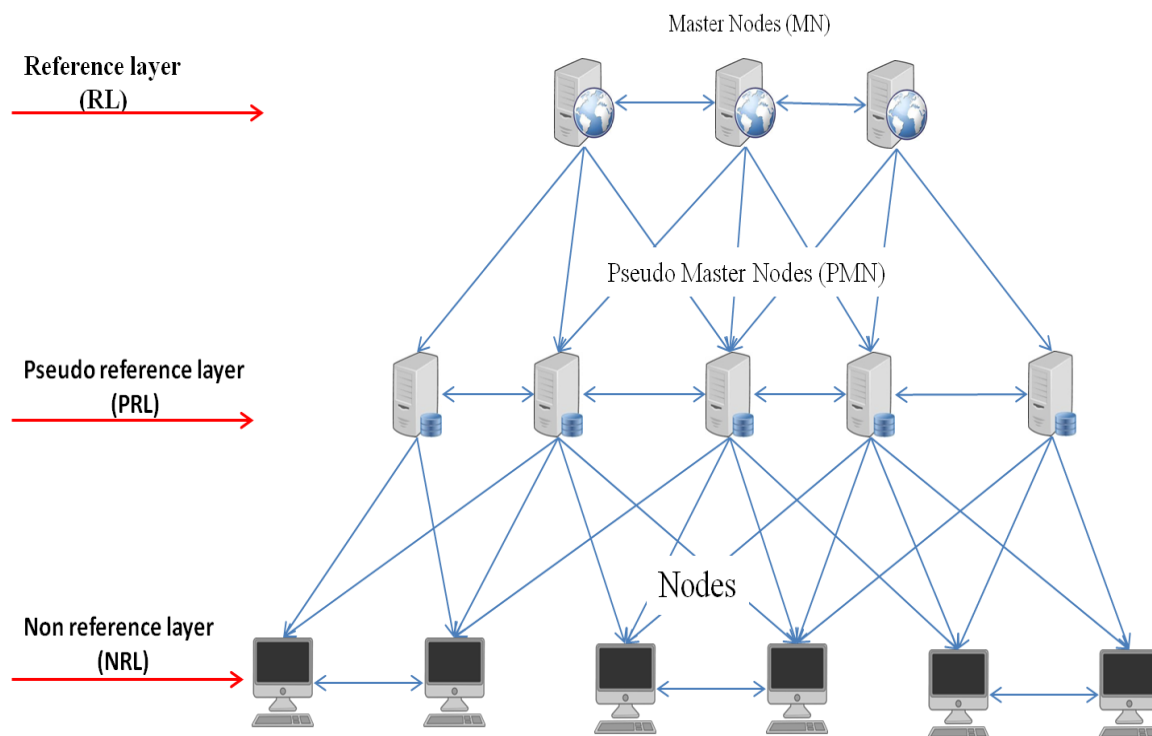 Master Nodes (MN)
Reference layer
(RL)
Pseudo Master Nodes (PMN)
Pseudo reference layer
(PRL)
Nodes
Non reference layer
(NRL)